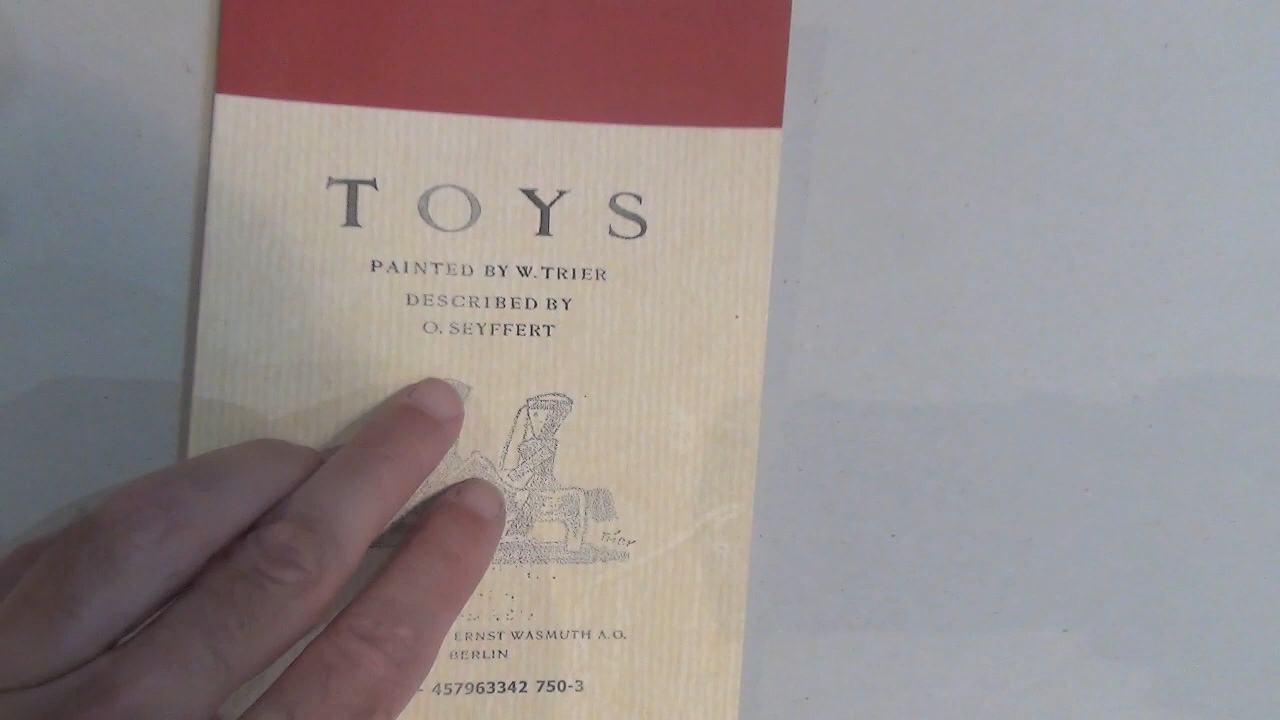 TOYS
PAINTED BY W. TRIER
DESCRIBED BY
O. SEYFFERT
Trier
ERNST WASMUTH A.G.
BERLIN
- 457963342 750-3